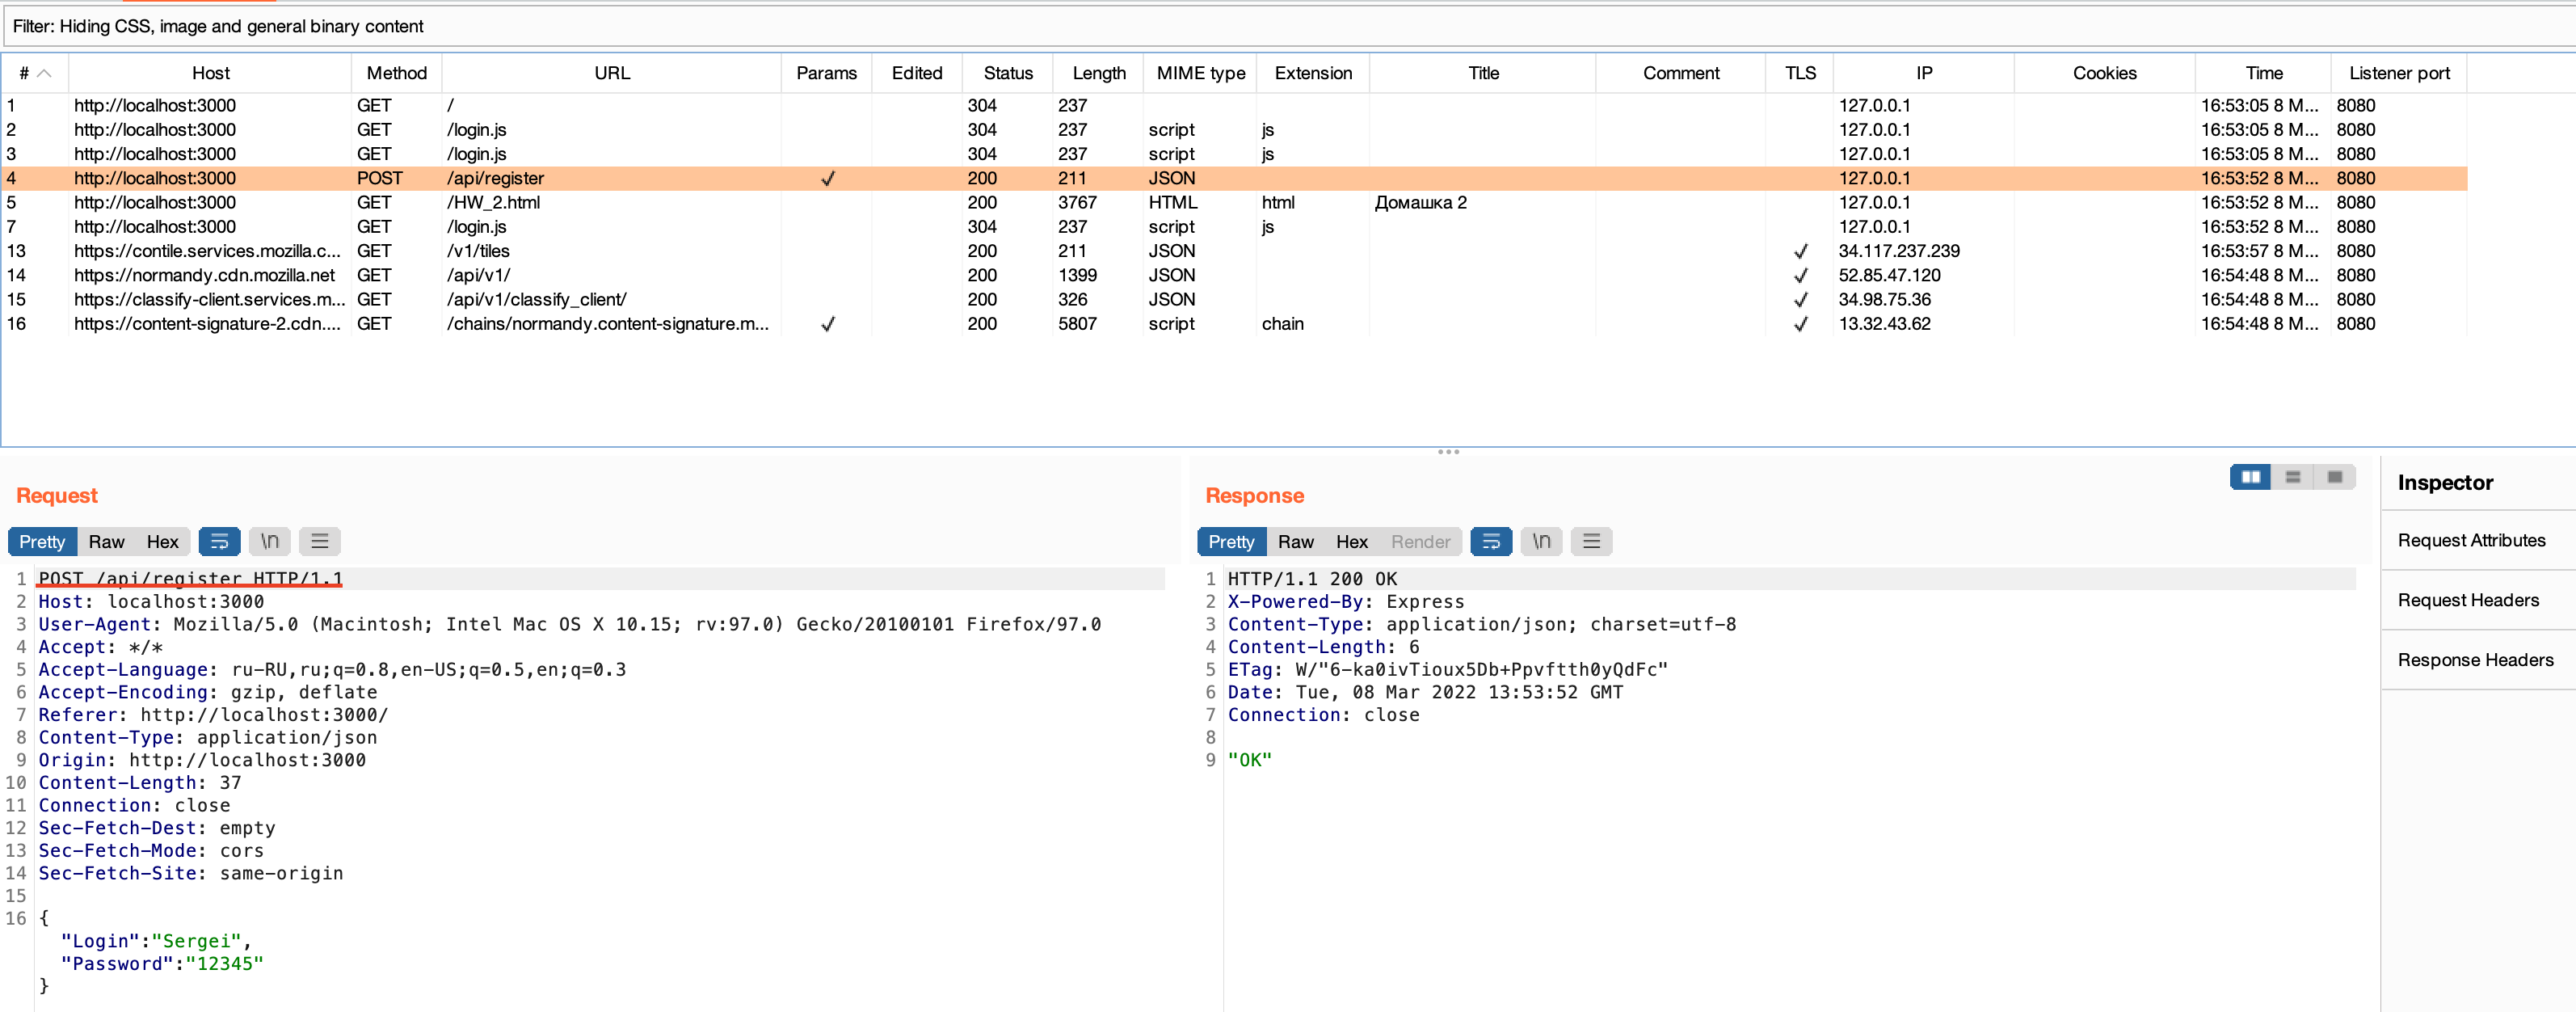 Filter: Hiding CSS, image and general binary content
# Host Method URL Params Edited Status Length MIME type Extension Title Comment TLS IP Cookies Time Listener port
1 http://localhost:3000 GET / 304 237 127.0.0.1 16:53:05 8 M... 8080
2 http://localhost:3000 GET /login.js 304 237 script js 127.0.0.1 16:53:05 8 M... 8080
3 http://localhost:3000 GET /login.js 304 237 script js 127.0.0.1 16:53:05 8 M... 8080
4 http://localhost:3000 POST /api/register ✓ 200 211 JSON 127.0.0.1 16:53:52 8 M... 8080
5 http://localhost:3000 GET /HW_2.html 200 3767 HTML html Домашка 2 127.0.0.1 16:53:52 8 M... 8080
7 http://localhost:3000 GET /login.js 304 237 script js 127.0.0.1 16:53:52 8 M... 8080
13 https://contile.services.mozilla.c... GET /v1/tiles 200 211 JSON ✓ 34.117.237.239 16:53:57 8 M... 8080
14 https://normandy.cdn.mozilla.net GET /api/v1/ 200 1399 JSON ✓ 52.85.47.120 16:54:48 8 M... 8080
15 https://classify-client.services.m... GET /api/v1/classify_client/ 200 326 JSON ✓ 34.98.75.36 16:54:48 8 M... 8080
16 https://content-signature-2.cdn.... GET /chains/normandy.content-signature.m... ✓ 200 5807 script chain ✓ 13.32.43.62 16:54:48 8 M... 8080
Request
Pretty Raw Hex \n
1 POST /api/register HTTP/1.1
2 Host: localhost:3000
3 User-Agent: Mozilla/5.0 (Macintosh; Intel Mac OS X 10.15; rv:97.0) Gecko/20100101 Firefox/97.0
4 Accept: */*
5 Accept-Language: ru-RU,ru;q=0.8,en-US;q=0.5,en;q=0.3
6 Accept-Encoding: gzip, deflate
7 Referer: http://localhost:3000/
8 Content-Type: application/json
9 Origin: http://localhost:3000
10 Content-Length: 37
11 Connection: close
12 Sec-Fetch-Dest: empty
13 Sec-Fetch-Mode: cors
14 Sec-Fetch-Site: same-origin
15
16 {
"Login":"Sergei",
"Password":"12345"
}
Response
Pretty Raw Hex Render \n
1 HTTP/1.1 200 OK
2 X-Powered-By: Express
3 Content-Type: application/json; charset=utf-8
4 Content-Length: 6
5 ETag: W/"6-ka0ivTioux5Db+Ppvftth0yQdFc"
6 Date: Tue, 08 Mar 2022 13:53:52 GMT
7 Connection: close
8
9 "OK"
Inspector
Request Attributes
Request Headers
Response Headers